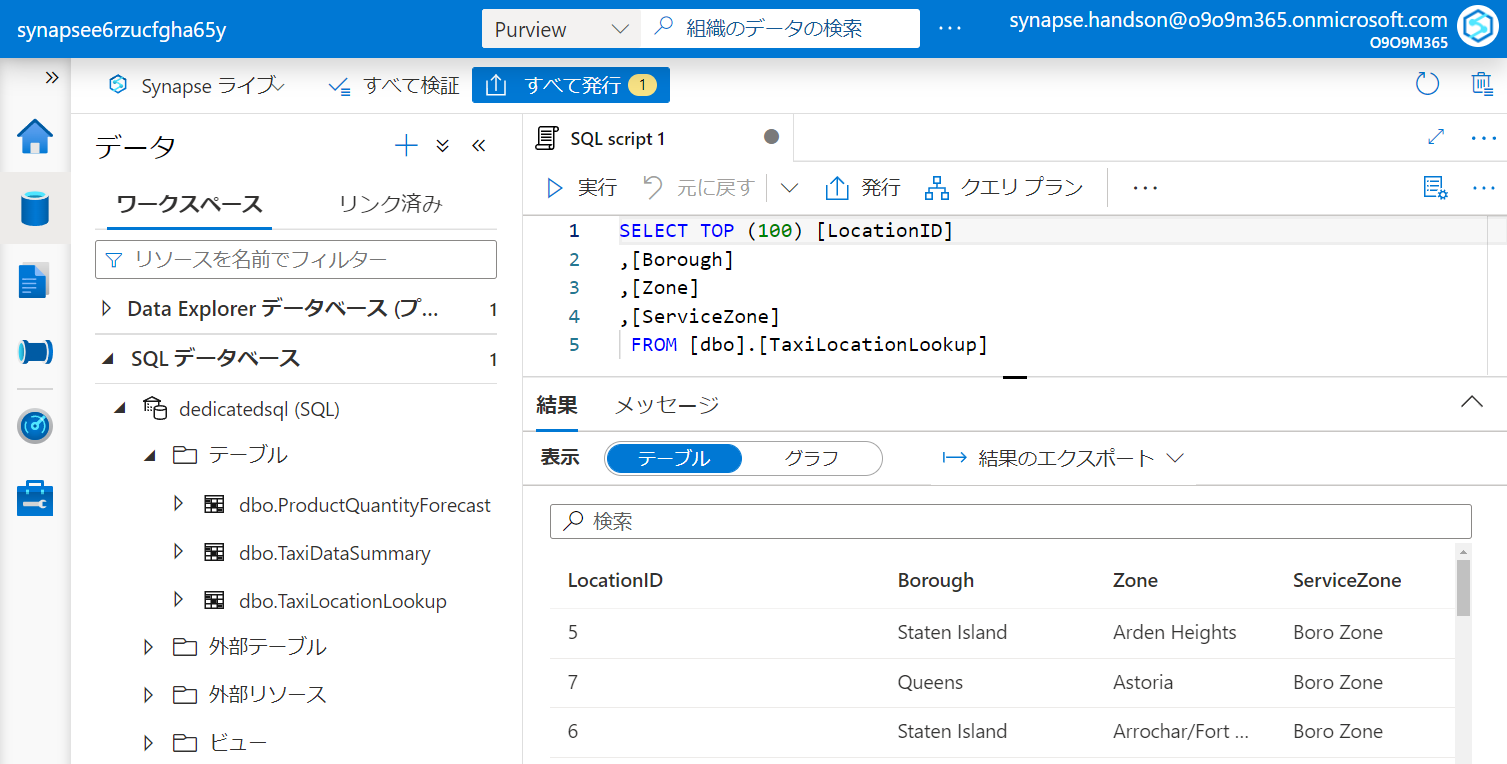 synapsee6rzucfgha65y
Purview
組織のデータの検索
synapse.handson@o9o9m365.onmicrosoft.com
O9O9M365
Synapse ライブ
すべて検証
すべて発行 1
データ
ワークスペース
リンク済み
リソースを名前でフィルター
Data Explorer データベース (プ... 1
SQL データベース 1
dedicatedsql (SQL)
テーブル
dbo.ProductQuantityForecast
dbo.TaxiDataSummary
dbo.TaxiLocationLookup
外部テーブル
外部リソース
ビュー
SQL script 1
実行 元に戻す 発行 クエリ プラン
1 SELECT TOP (100) [LocationID]
2 ,[Borough]
3 ,[Zone]
4 ,[ServiceZone]
5 FROM [dbo].[TaxiLocationLookup]
結果 メッセージ
表示 テーブル グラフ 結果のエクスポート
検索
LocationID Borough Zone ServiceZone
5 Staten Island Arden Heights Boro Zone
7 Queens Astoria Boro Zone
6 Staten Island Arrochar/Fort ... Boro Zone